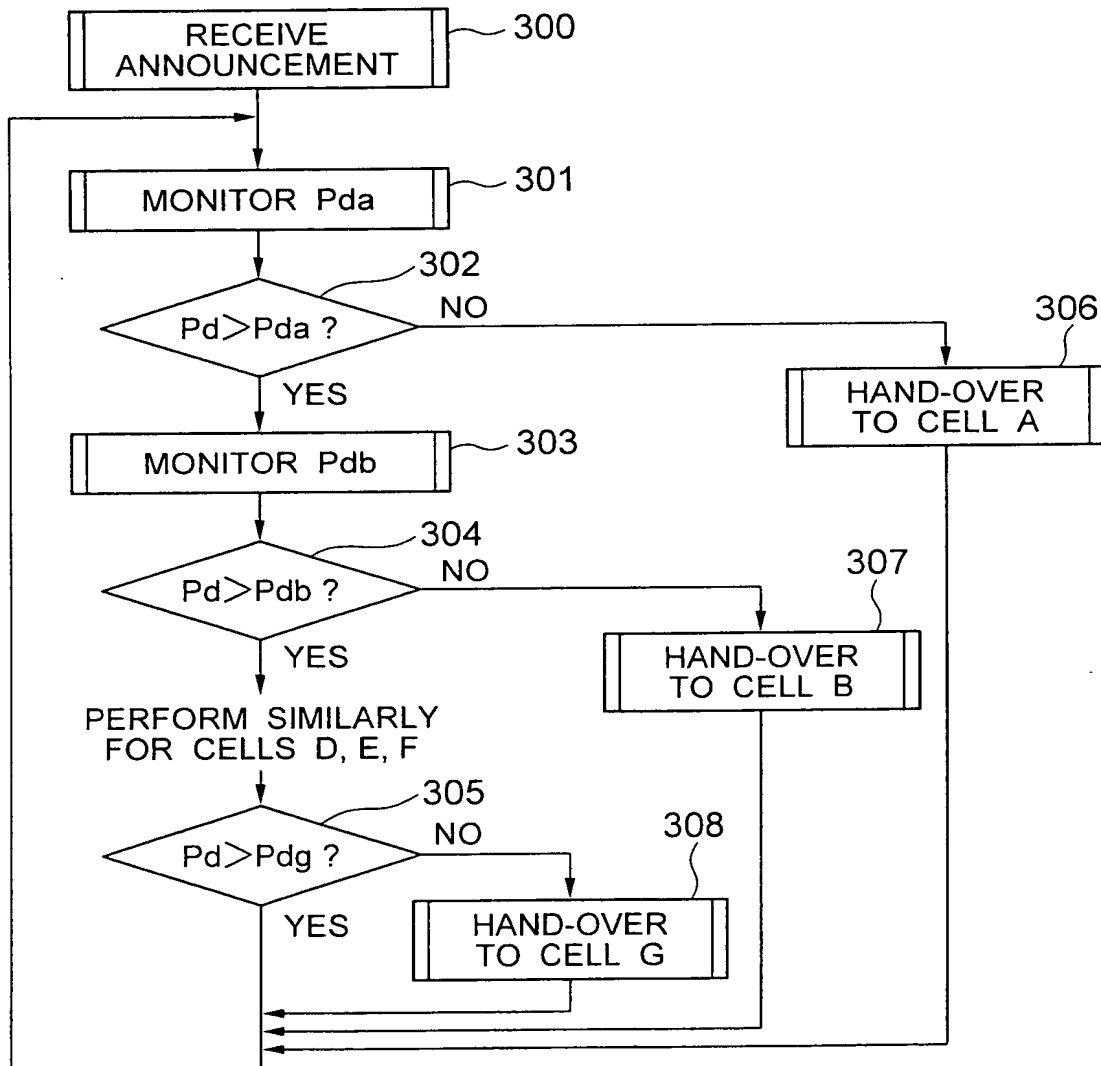 RECEIVE
ANNOUNCEMENT
300
MONITOR Pda
301
302
Pd>Pda ?
NO
YES
306
HAND-OVER
TO CELL A
MONITOR Pdb
303
304
Pd>Pdb ?
NO
YES
307
HAND-OVER
TO CELL B
PERFORM SIMILARLY
FOR CELLS D, E, F
305
Pd>Pdg ?
NO
YES
308
HAND-OVER
TO CELL G